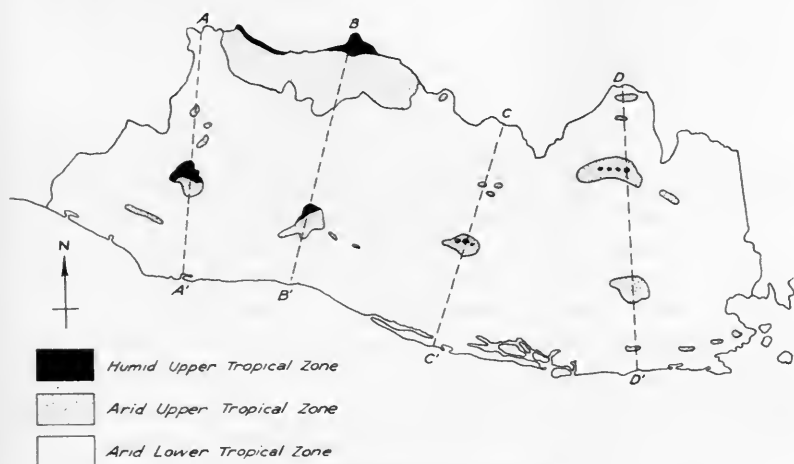 A
B
C
D
N
A'
B'
C'
D'
Humid Upper Tropical Zone
Arid Upper Tropical Zone
Arid Lower Tropical Zone